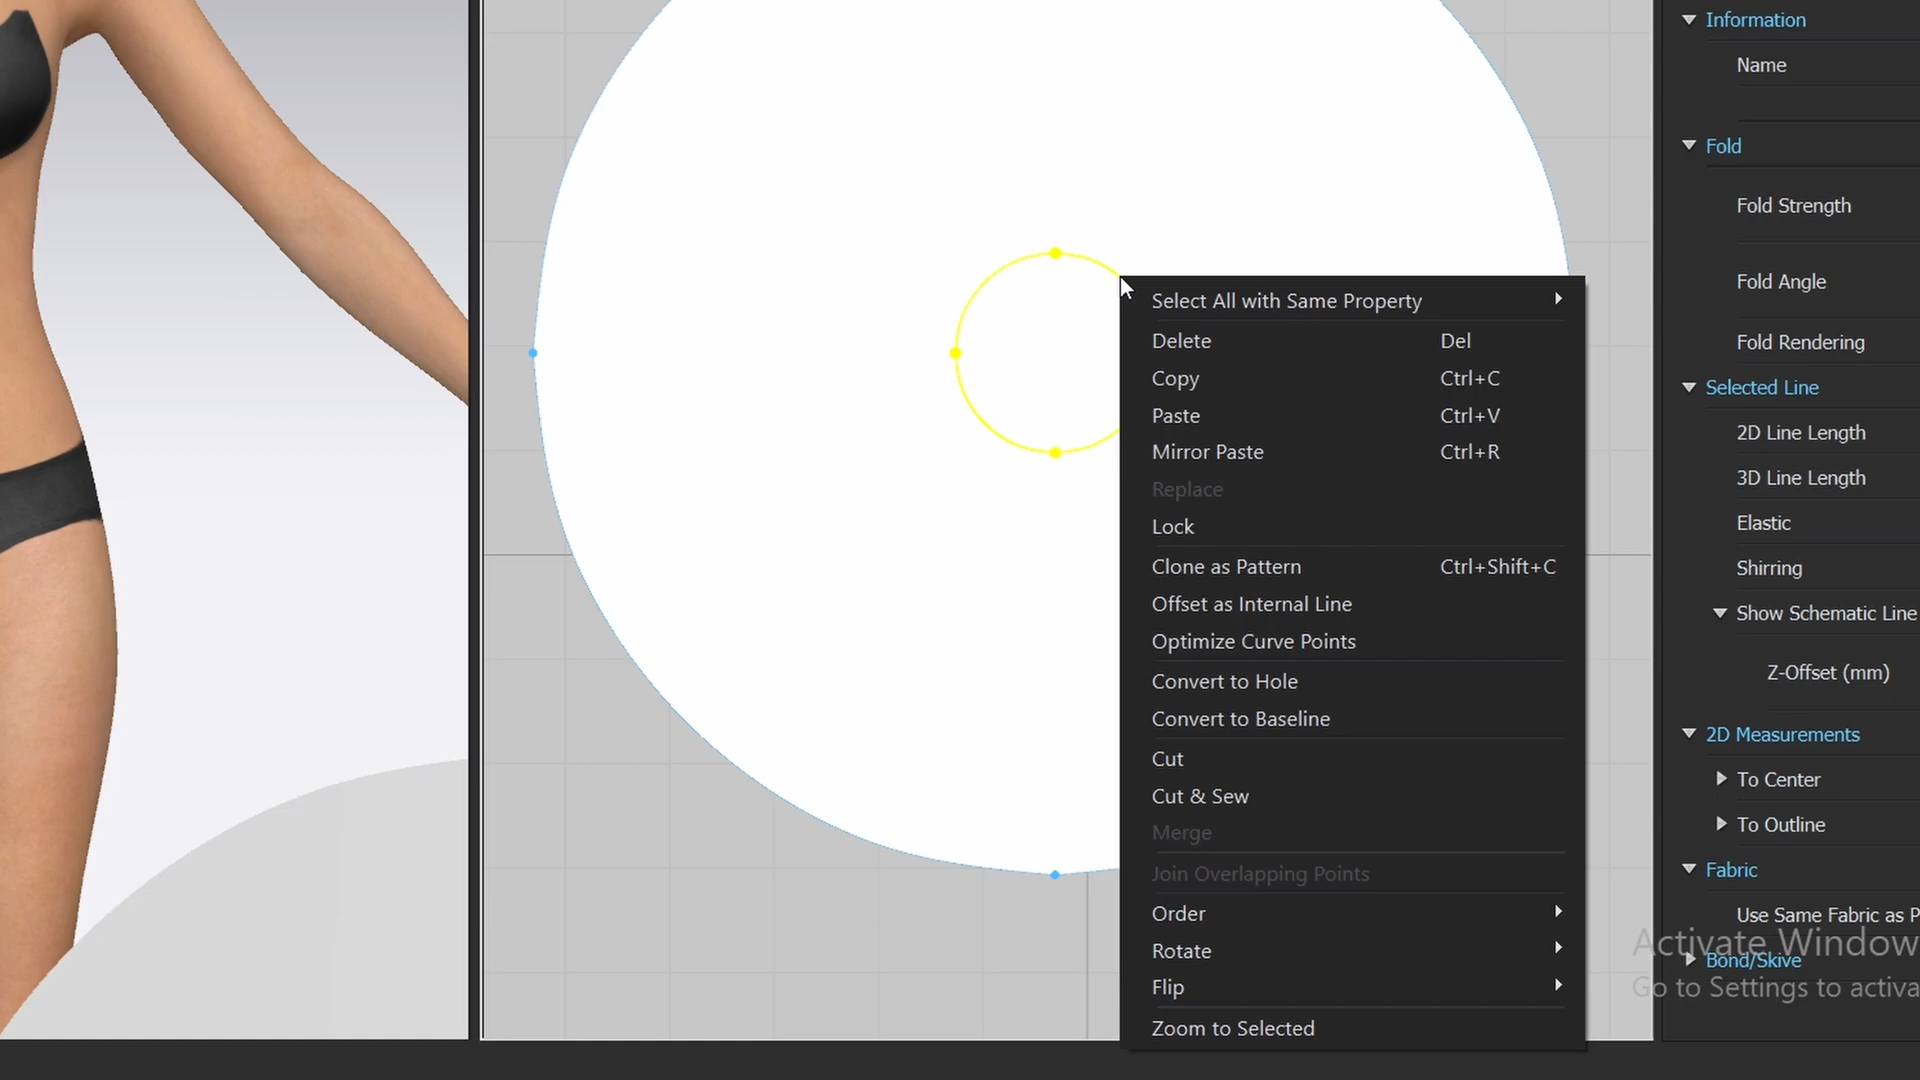 Select All with Same Property
Delete Del
Copy Ctrl+C
Paste Ctrl+V
Mirror Paste Ctrl+R
Replace
Lock
Clone as Pattern Ctrl+Shift+C
Offset as Internal Line
Optimize Curve Points
Convert to Hole
Convert to Baseline
Cut
Cut & Sew
Merge
Join Overlapping Points
Order
Rotate
Flip
Zoom to Selected
Information
Name
Fold
Fold Strength
Fold Angle
Fold Rendering
Selected Line
2D Line Length
3D Line Length
Elastic
Shirring
Show Schematic Line
Z-Offset (mm)
2D Measurements
To Center
To Outline
Fabric
Use Same Fabric as P
Activate Window
Bond/Skive
Go to Settings to activa